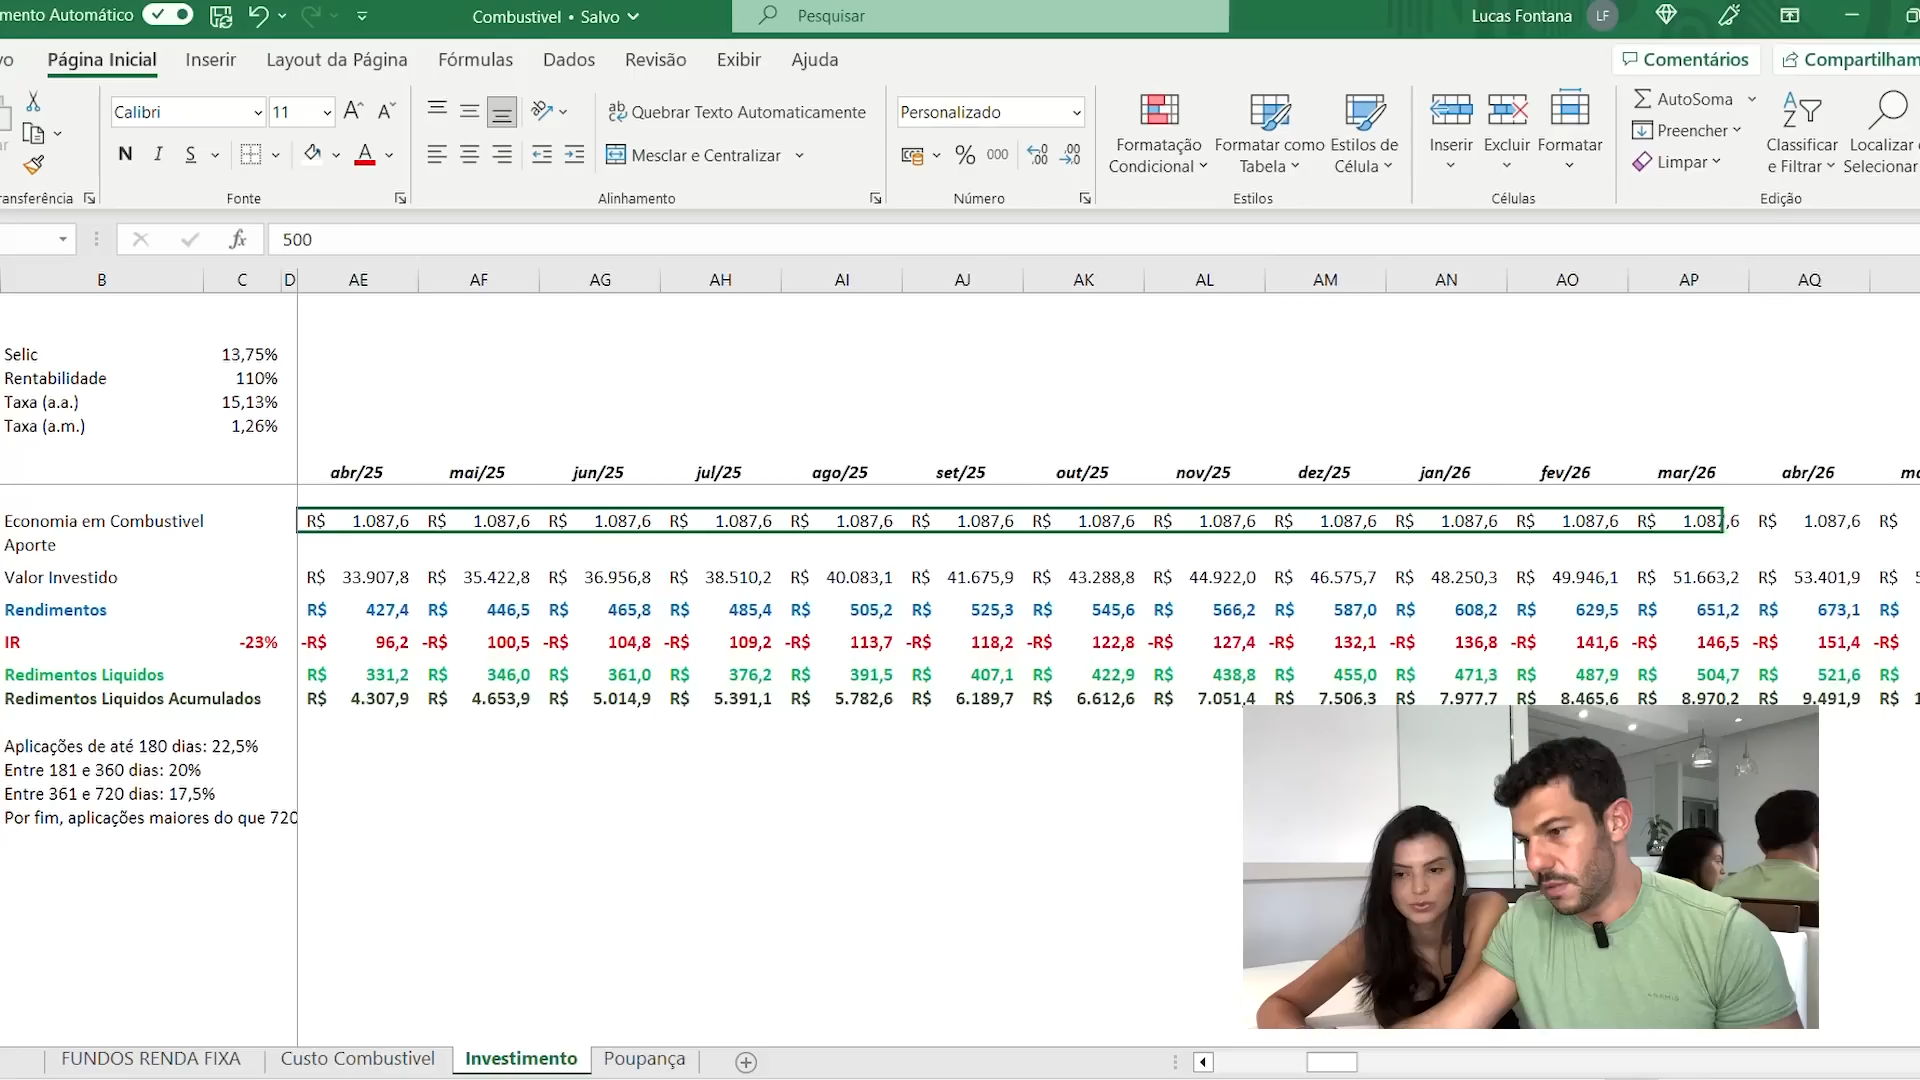 mento Automático
Combustivel • Salvo
Pesquisar
Lucas Fontana LF
vo Página Inicial Inserir Layout da Página Fórmulas Dados Revisão Exibir Ajuda Comentários Compartilham
Calibri 11 Quebrar Texto Automaticamente Personalizado
N I S Mesclar e Centralizar % 000
Formatação Condicional
Formatar como Tabela
Estilos de Célula
Inserir Excluir Formatar
AutoSoma
Preencher
Limpar
Classificar e Filtrar
Localizar Selecionar
ansferência Fonte Alinhamento Número Estilos Células Edição
fx 500
B C D AE AF AG AH AI AJ AK AL AM AN AO AP AQ
Selic 13,75%
Rentabilidade 110%
Taxa (a.a.) 15,13%
Taxa (a.m.) 1,26%
abr/25 mai/25 jun/25 jul/25 ago/25 set/25 out/25 nov/25 dez/25 jan/26 fev/26 mar/26 abr/26 ma
Economia em Combustivel R$ 1.087,6 R$ 1.087,6 R$ 1.087,6 R$ 1.087,6 R$ 1.087,6 R$ 1.087,6 R$ 1.087,6 R$ 1.087,6 R$ 1.087,6 R$ 1.087,6 R$ 1.087,6 R$ 1.087,6 R$ 1.087,6 R$
Aporte
Valor Investido R$ 33.907,8 R$ 35.422,8 R$ 36.956,8 R$ 38.510,2 R$ 40.083,1 R$ 41.675,9 R$ 43.288,8 R$ 44.922,0 R$ 46.575,7 R$ 48.250,3 R$ 49.946,1 R$ 51.663,2 R$ 53.401,9 R$
Rendimentos R$ 427,4 R$ 446,5 R$ 465,8 R$ 485,4 R$ 505,2 R$ 525,3 R$ 545,6 R$ 566,2 R$ 587,0 R$ 608,2 R$ 629,5 R$ 651,2 R$ 673,1 R$
IR -23% -R$ 96,2 -R$ 100,5 -R$ 104,8 -R$ 109,2 -R$ 113,7 -R$ 118,2 -R$ 122,8 -R$ 127,4 -R$ 132,1 -R$ 136,8 -R$ 141,6 -R$ 146,5 -R$ 151,4 -R$
Redimentos Liquidos R$ 331,2 R$ 346,0 R$ 361,0 R$ 376,2 R$ 391,5 R$ 407,1 R$ 422,9 R$ 438,8 R$ 455,0 R$ 471,3 R$ 487,9 R$ 504,7 R$ 521,6 R$
Redimentos Liquidos Acumulados R$ 4.307,9 R$ 4.653,9 R$ 5.014,9 R$ 5.391,1 R$ 5.782,6 R$ 6.189,7 R$ 6.612,6 R$ 7.051,4 R$ 7.506,3 R$ 7.977,7 R$ 8.465,6 R$ 8.970,2 R$ 9.491,9 R$
Aplicações de até 180 dias: 22,5%
Entre 181 e 360 dias: 20%
Entre 361 e 720 dias: 17,5%
Por fim, aplicações maiores do que 720
FUNDOS RENDA FIXA Custo Combustivel Investimento Poupança